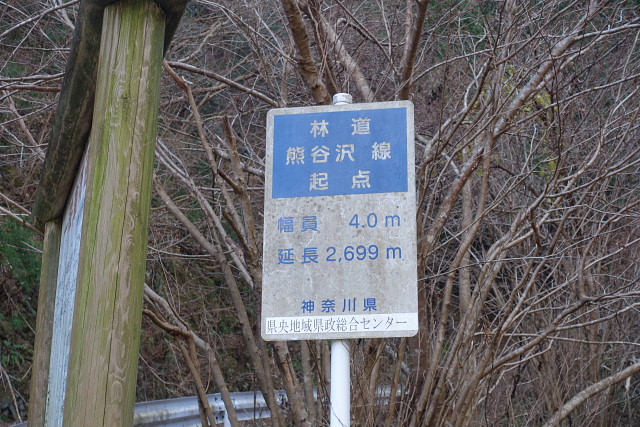 林道
熊谷沢 線
起点
幅員 4.0 m
延長 2,699 m
神奈川県
県央地域県政総合センター